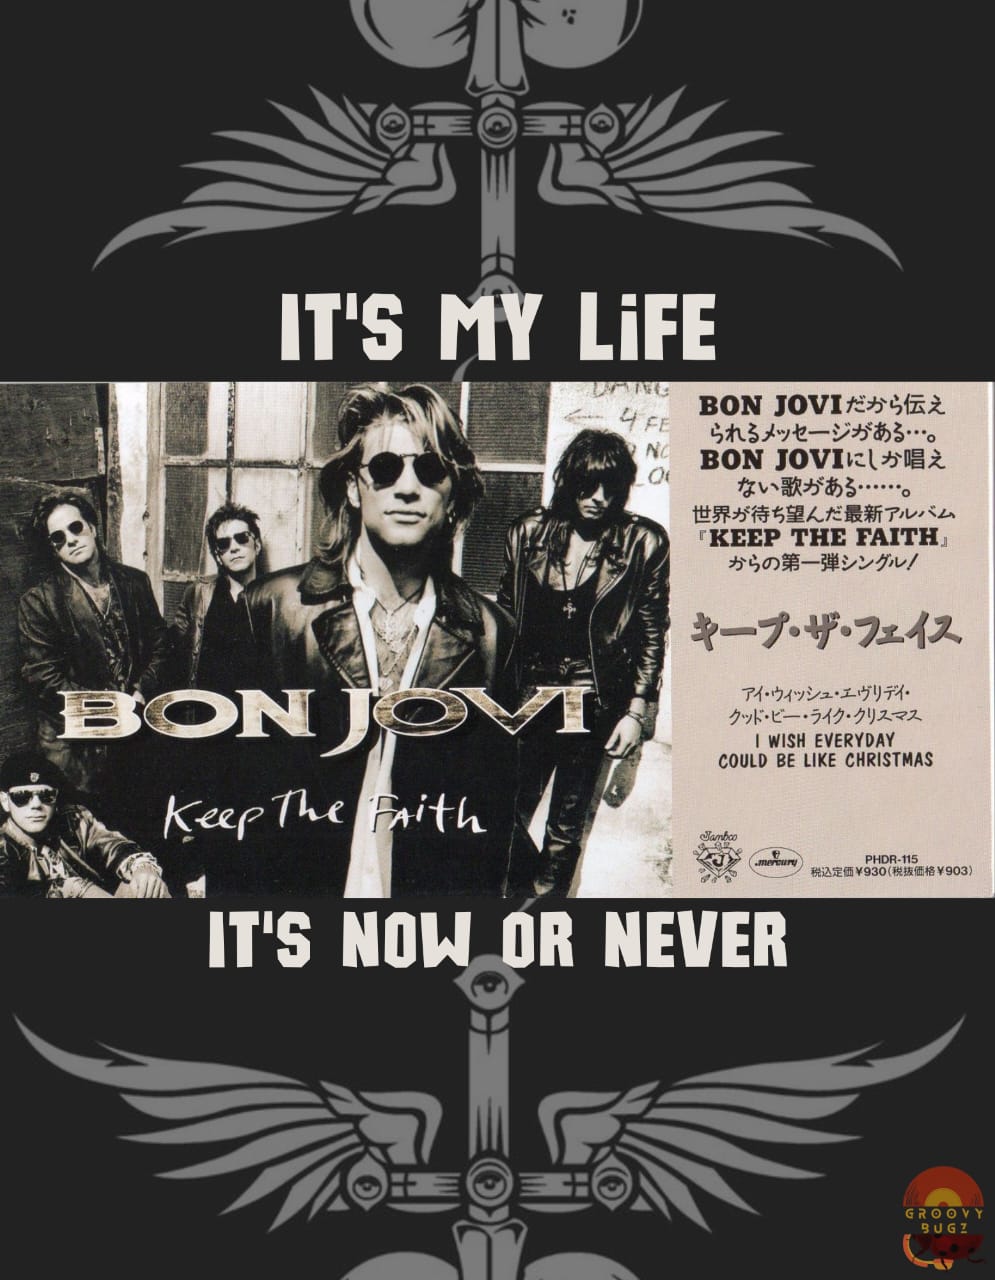 IT'S MY LiFE
DANG
← 4 FE
NO
BON JOVIだから伝え
られるメッセージがある…。
BON JOVIにしか唱え
ない歌がある……。
世界が待ち望んだ最新アルバム
『KEEP THE FAITH』
からの第一弾シングル!
キープ・ザ・フェイス
アイ・ウィッシュ・エヴリデイ・
クッド・ビー・ライク・クリスマス
I WISH EVERYDAY
COULD BE LIKE CHRISTMAS
BON JOVI
Keep The Faith
Jambco
J
mercury
PHDR-115
税込定価¥930(税抜価格¥903)
IT'S NOW OR NEVER
GROOVY
BUGZ